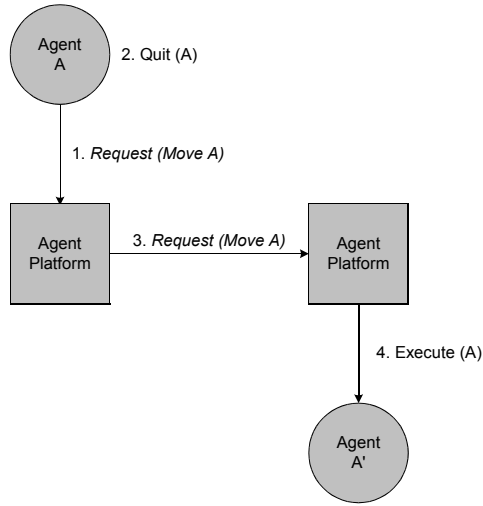 Agent
A
2. Quit (A)
1. Request (Move A)
Agent
Platform
3. Request (Move A)
Agent
Platform
4. Execute (A)
Agent
A'